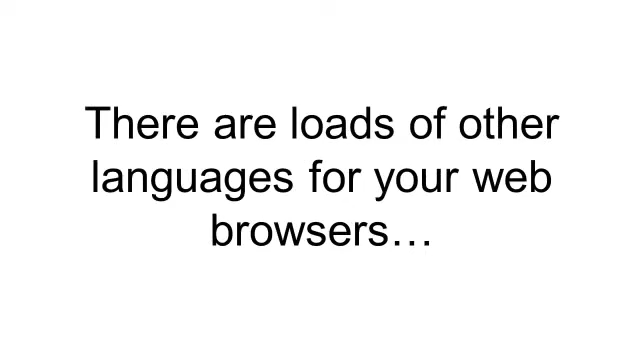 There are loads of other
languages for your web
browsers…